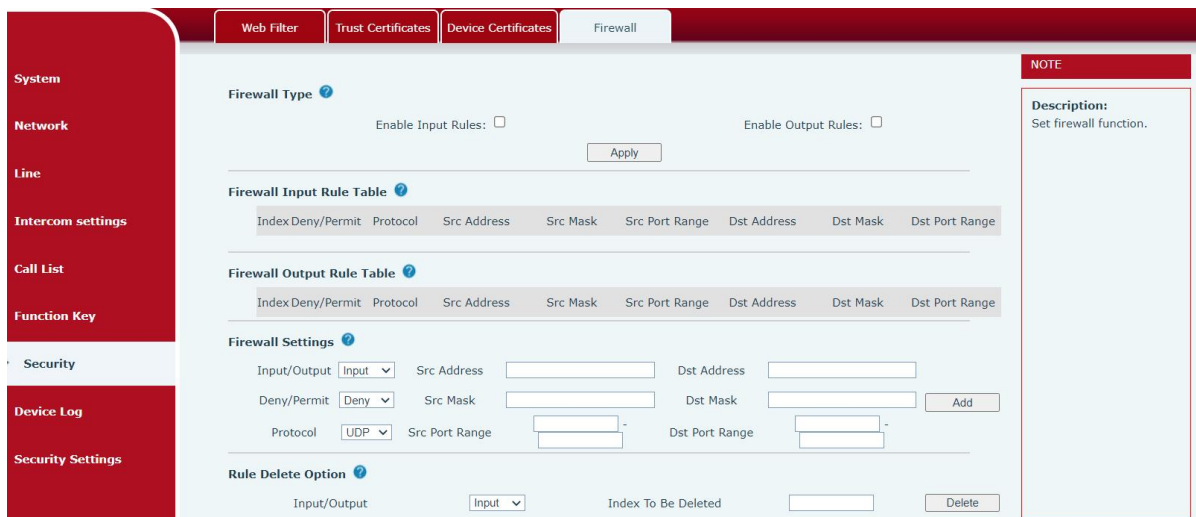 Web Filter Trust Certificates Device Certificates Firewall
System
Network
Line
Intercom settings
Call List
Function Key
Security
Device Log
Security Settings
Firewall Type ?
Enable Input Rules: Enable Output Rules:
Apply
Firewall Input Rule Table ?
Index Deny/Permit Protocol Src Address Src Mask Src Port Range Dst Address Dst Mask Dst Port Range
Firewall Output Rule Table ?
Index Deny/Permit Protocol Src Address Src Mask Src Port Range Dst Address Dst Mask Dst Port Range
Firewall Settings ?
Input/Output Input Src Address Dst Address
Deny/Permit Deny Src Mask Dst Mask Add
Protocol UDP Src Port Range - Dst Port Range -
Rule Delete Option ?
Input/Output Input Index To Be Deleted Delete
NOTE
Description:
Set firewall function.